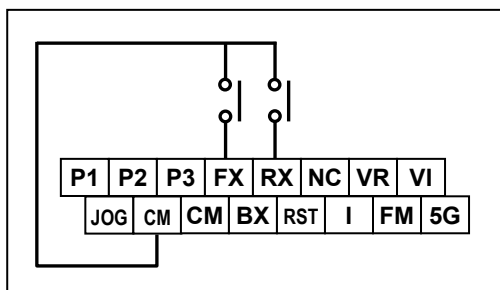 P1 P2 P3 FX RX NC VR VI
JOG CM CM BX RST I FM 5G